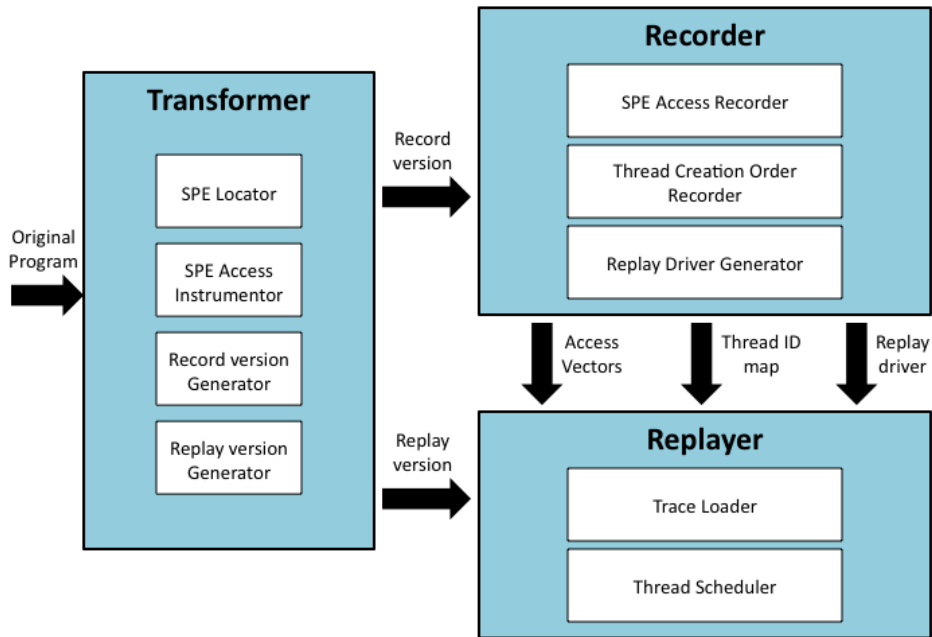 Original
Program
Transformer
SPE Locator
SPE Access
Instrumentor
Record version
Generator
Replay version
Generator
Record
version
Replay
version
Recorder
SPE Access Recorder
Thread Creation Order
Recorder
Replay Driver Generator
Access
Vectors
Thread ID
map
Replay
driver
Replayer
Trace Loader
Thread Scheduler